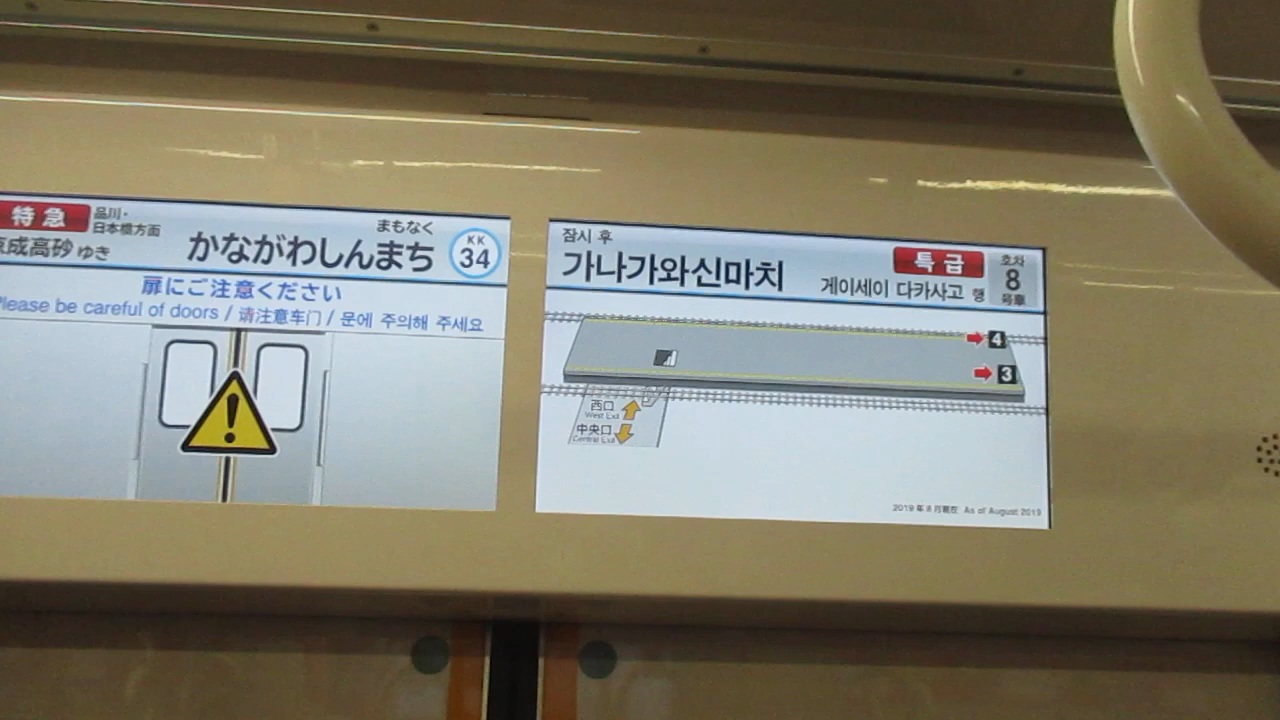 特急
品川・
日本橋方面
京成高砂 ゆき
まもなく
かながわしんまち
KK
34
扉にご注意ください
Please be careful of doors / 请注意车门 / 문에 주의해 주세요
잠시 후
가나가와신마치
특급
게이세이 다카사고 행
호차
8
号車
4
3
西口
West Exit
中央口
Central Exit
2019年8月現在 As of August 2019